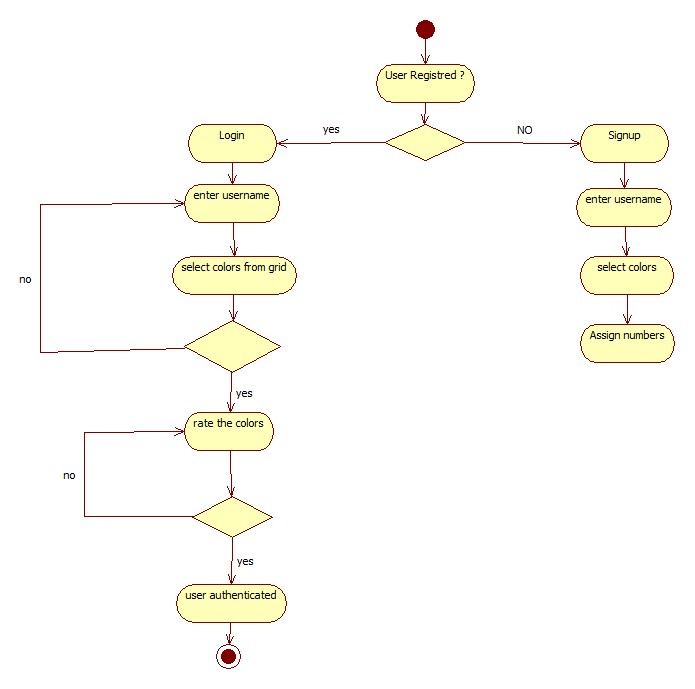 User Registred ?
yes
NO
Login
Signup
enter username
enter username
select colors from grid
select colors
no
Assign numbers
yes
rate the colors
no
yes
user authenticated